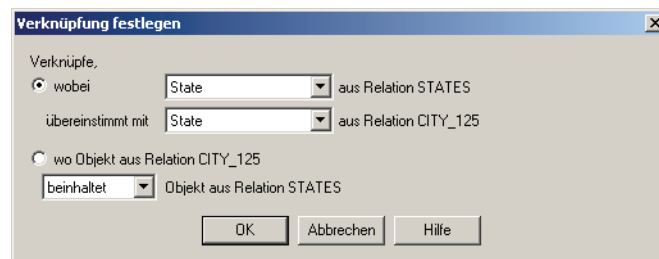 Verknüpfung festlegen
Verknüpfe,
wobei State aus Relation STATES
übereinstimmt mit State aus Relation CITY_125
wo Objekt aus Relation CITY_125
beinhaltet Objekt aus Relation STATES
OK Abbrechen Hilfe